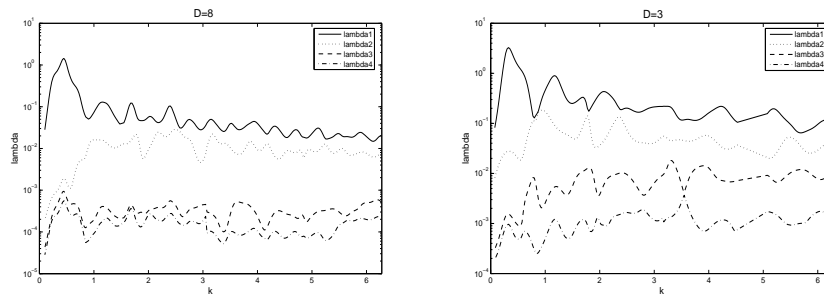 D=8
10^1
10^0
10^-1
10^-2
10^-3
10^-4
10^-5
lambda
0 1 2 3 4 5 6
k
lambda1
lambda2
lambda3
lambda4
D=3
10^1
10^0
10^-1
10^-2
10^-3
10^-4
lambda
0 1 2 3 4 5 6
k
lambda1
lambda2
lambda3
lambda4